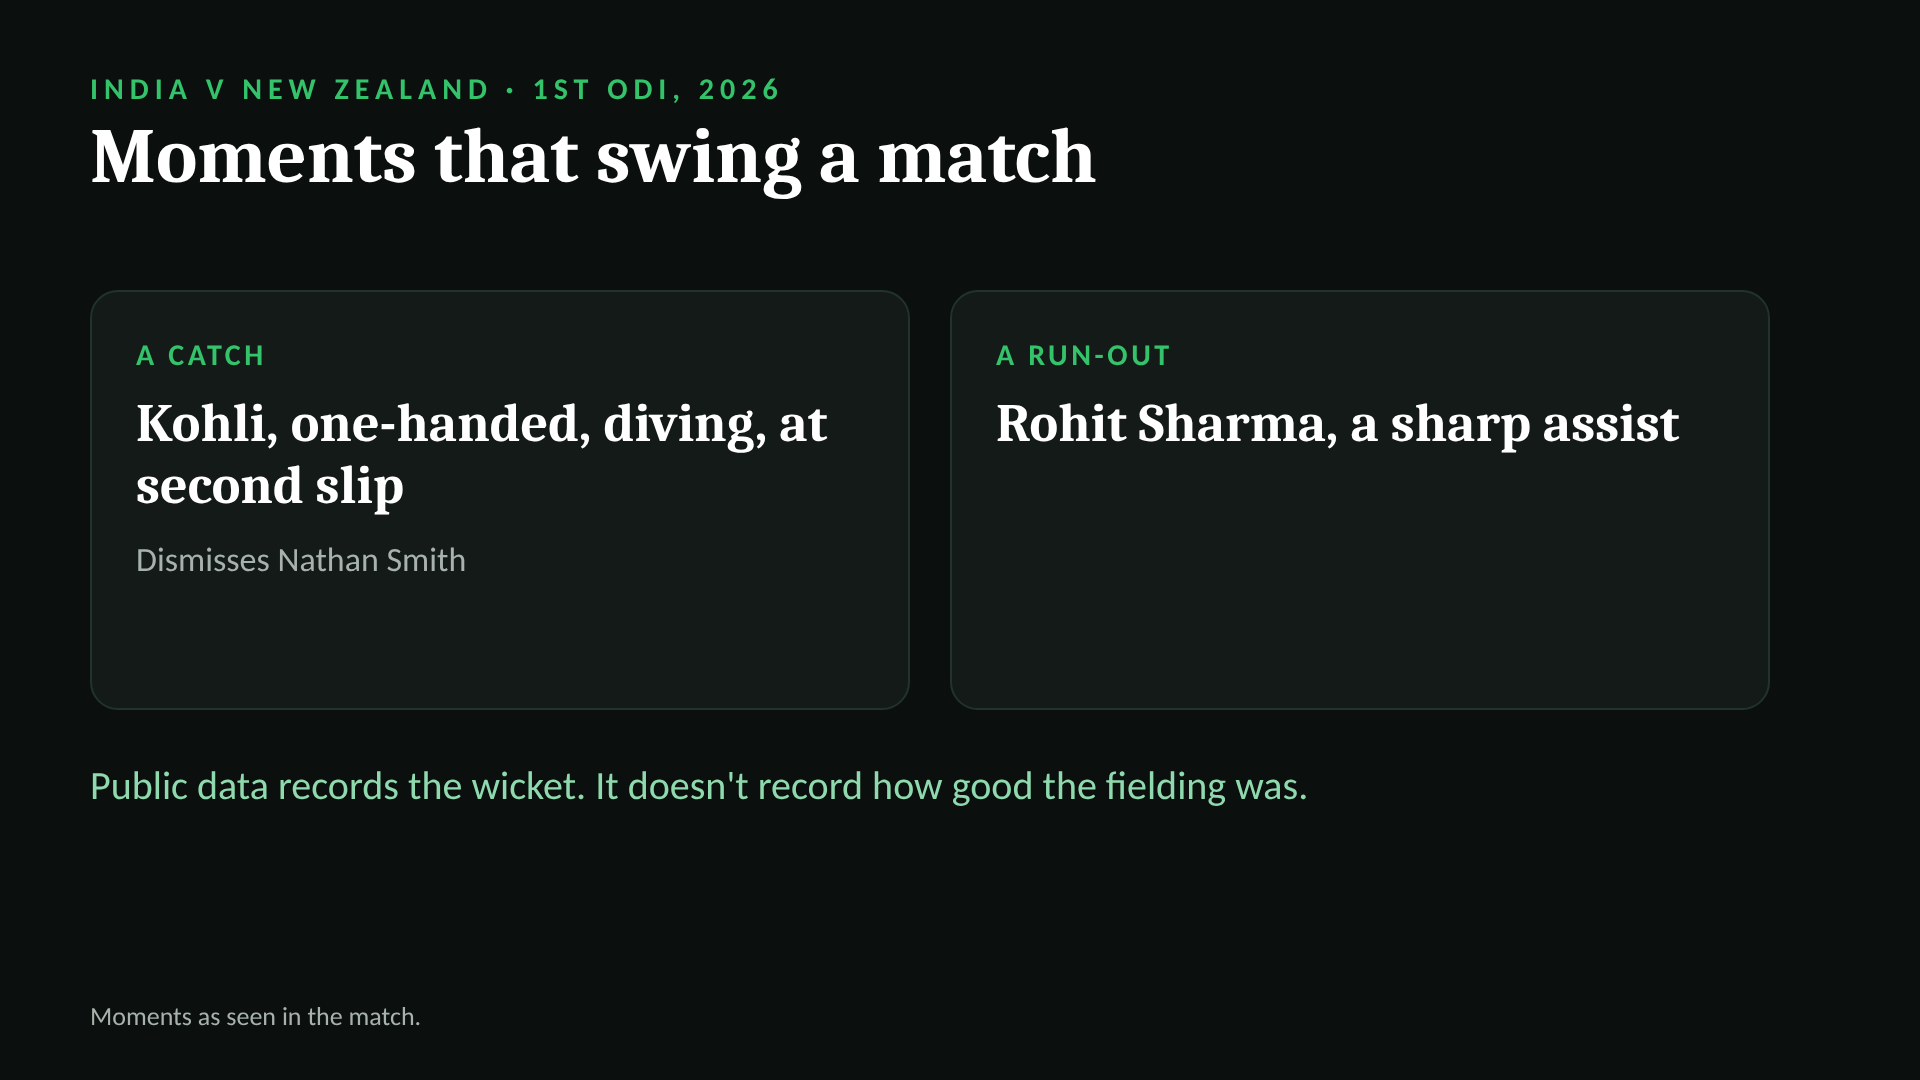 INDIA V NEW ZEALAND · 1ST ODI, 2026
Moments that swing a match
A CATCH
Kohli, one-handed, diving, at
second slip
Dismisses Nathan Smith
A RUN-OUT
Rohit Sharma, a sharp assist
Public data records the wicket. It doesn't record how good the fielding was.
Moments as seen in the match.